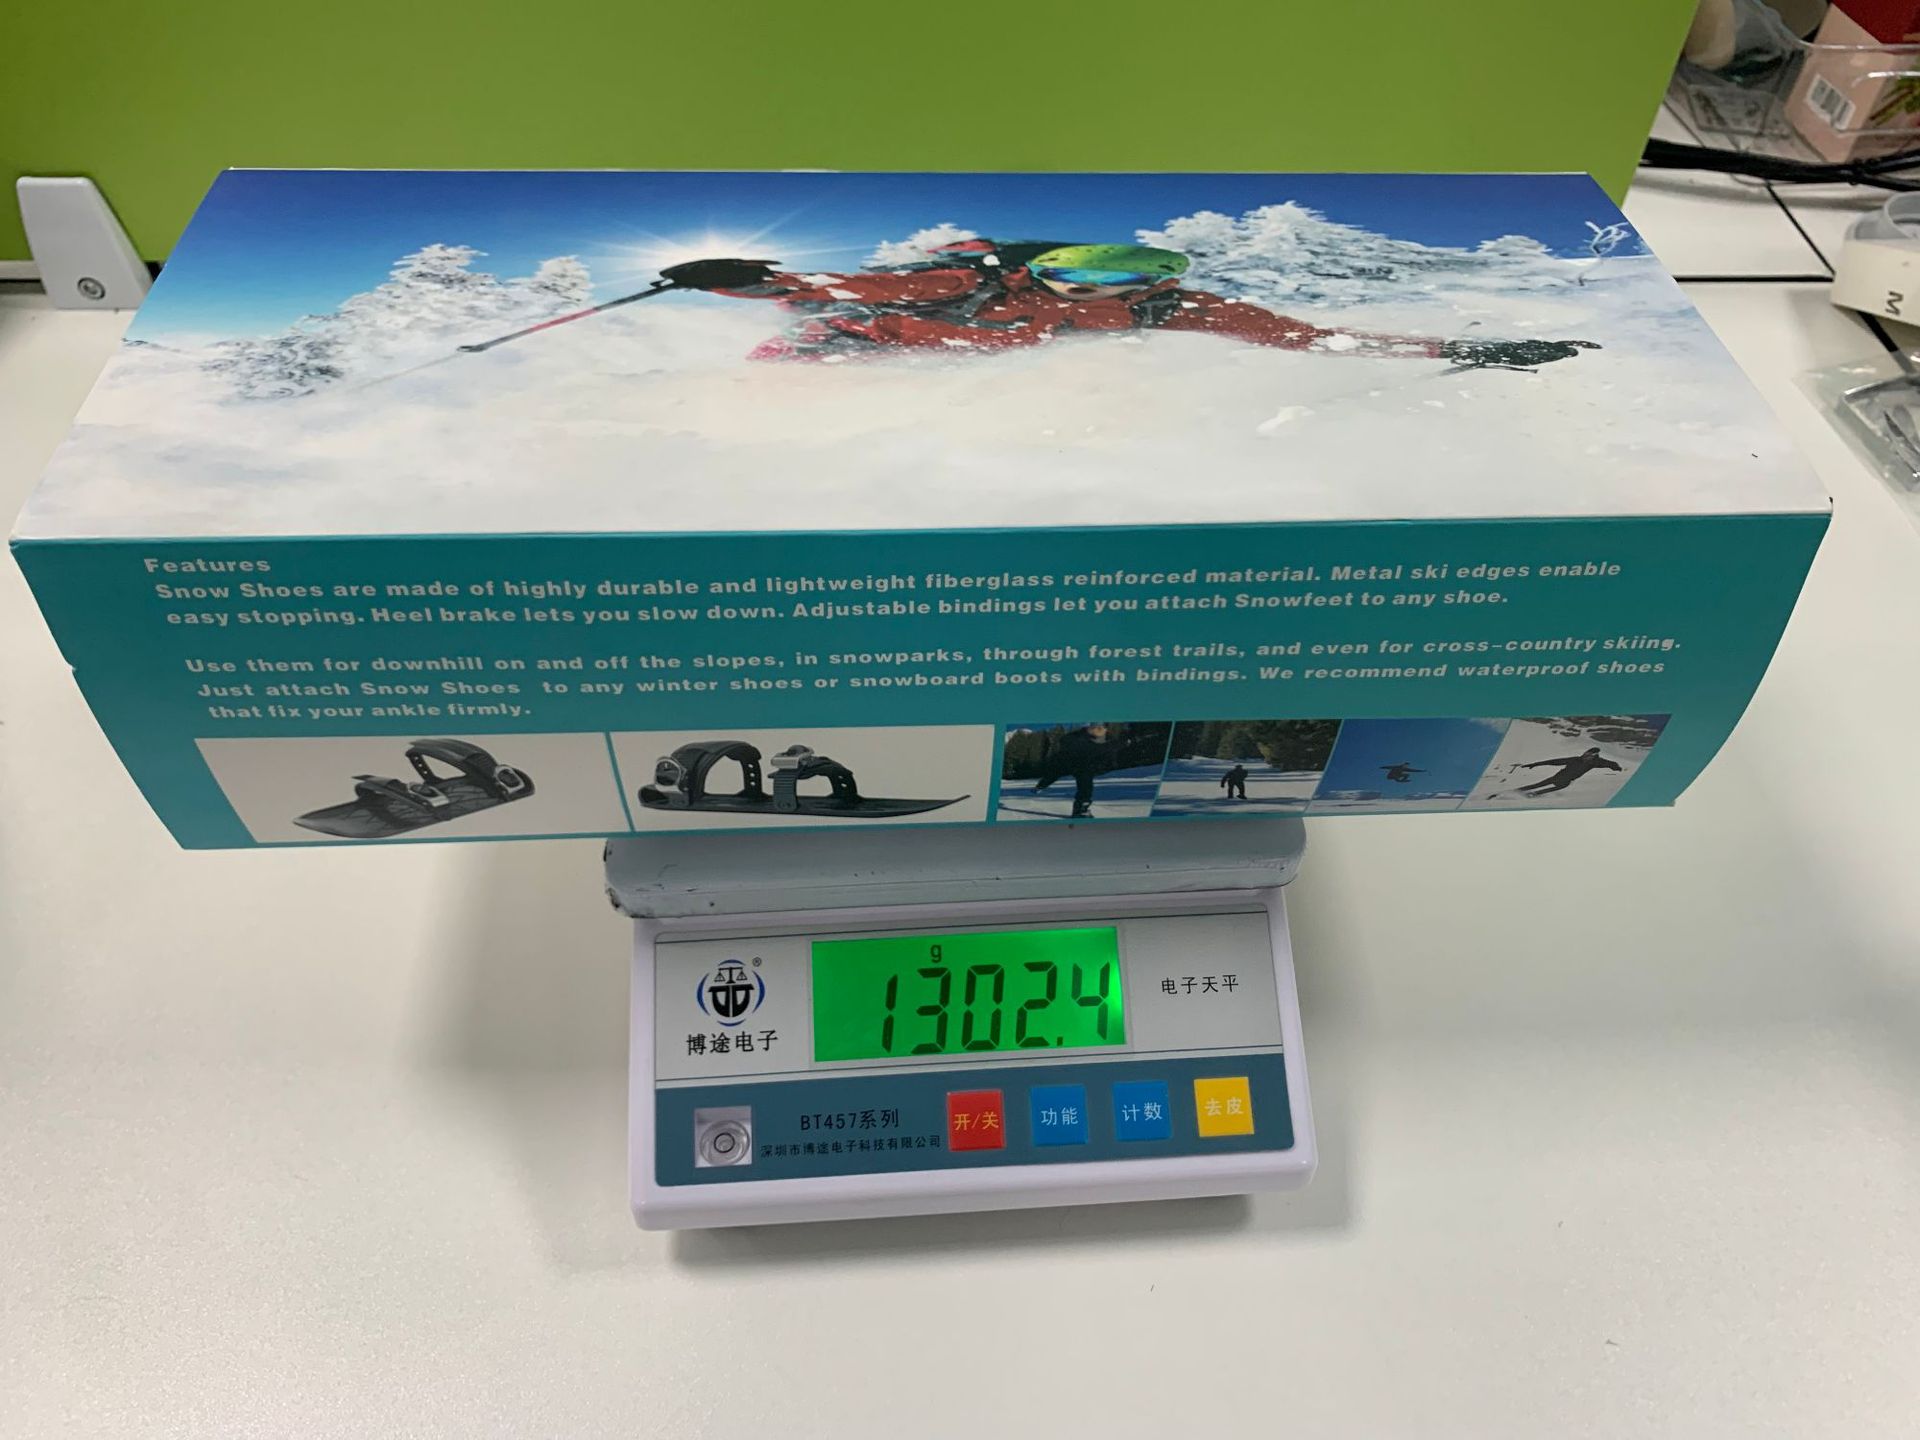 Features
Snow Shoes are made of highly durable and lightweight fiberglass reinforced material. Metal ski edges enable
easy stopping. Heel brake lets you slow down. Adjustable bindings let you attach Snowfeet to any shoe.
Use them for downhill on and off the slopes, in snowparks, through forest trails, and even for cross-country skiing.
Just attach Snow Shoes to any winter shoes or snowboard boots with bindings. We recommend waterproof shoes
that fix your ankle firmly.
g
1302.4
®
博途电子
电子天平
BT457系列
深圳市博途电子科技有限公司
开/关
功能
计数
去皮
M